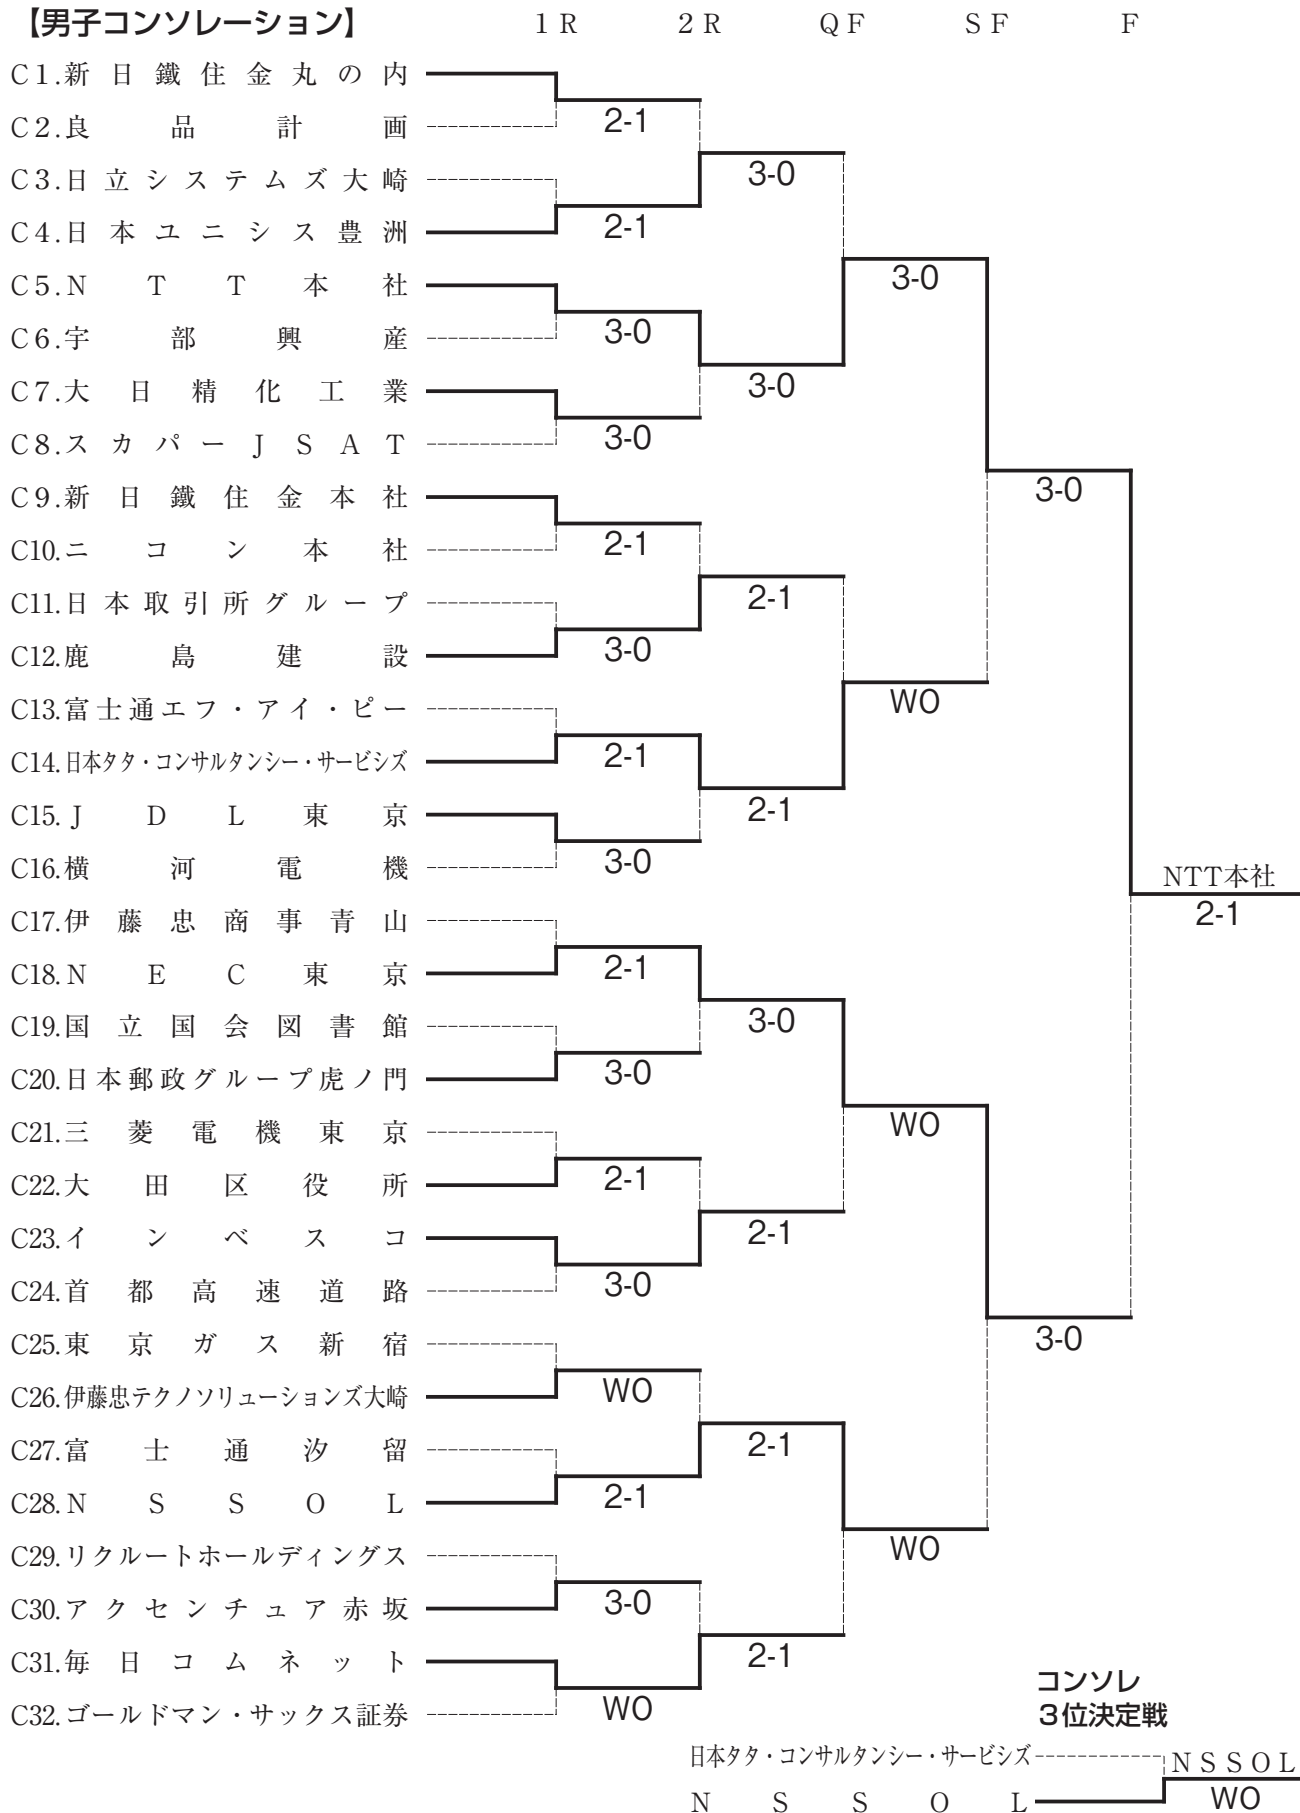 【男子コンソレーション】 1R 2R QF SF F
C1.新日鐵住金丸の内
2-1
C2.良品計画
3-0
C3.日立システムズ大崎
2-1
C4.日本ユニシス豊洲
3-0
C5.NTT本社
3-0
C6.宇部興産
3-0
C7.大日精化工業
3-0
C8.スカパーJSAT
3-0
C9.新日鐵住金本社
2-1
C10.ニコン本社
2-1
C11.日本取引所グループ
3-0
C12.鹿島建設
WO
C13.富士通エフ・アイ・ピー
2-1
C14.日本タタ・コンサルタンシー・サービシズ
2-1
C15.JDL東京
3-0
C16.横河電機
NTT本社
2-1
C17.伊藤忠商事青山
2-1
C18.NEC東京
3-0
C19.国立国会図書館
3-0
C20.日本郵政グループ虎ノ門
WO
C21.三菱電機東京
2-1
C22.大田区役所
2-1
C23.インベスコ
3-0
C24.首都高速道路
3-0
C25.東京ガス新宿
WO
C26.伊藤忠テクノソリューションズ大崎
2-1
C27.富士通汐留
2-1
C28.NSSOL
WO
C29.リクルートホールディングス
3-0
C30.アクセンチュア赤坂
2-1
C31.毎日コムネット
WO
C32.ゴールドマン・サックス証券
コンソレ
3位決定戦
日本タタ・コンサルタンシー・サービシズ NSSOL
NSSOL WO